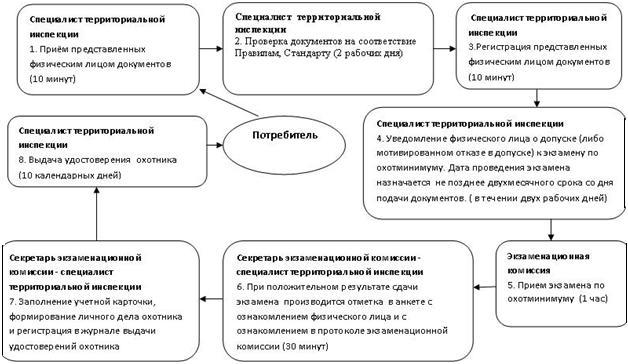 Специалист территориальной
инспекции
1. Приём представленных
физическим лицом документов
(10 минут)
Специалист территориальной
инспекции
2. Проверка документов на соответствие
Правилам, Стандарту (2 рабочих дня)
Специалист территориальной
инспекции
3.Регистрация представленных
физическим лицом документов
(10 минут)
Специалист территориальной инспекции
4. Уведомление физического лица о допуске (либо
мотивированном отказе в допуске) к экзамену по
охотминимуму. Дата проведения экзамена
назначается не позднее двухмесячного срока со дня
подачи документов. ( в течении двух рабочих дней)
Экзаменационная
комиссия
5. Прием экзамена по
охотминимуму (1 час)
Секретарь экзаменационной комиссии -
специалист территориальной инспекции
6. При положительном результате сдачи
экзамена производится отметка в анкете с
ознакомлением физического лица и с
ознакомлением в протоколе экзаменационной
комиссии (30 минут)
Секретарь экзаменационной
комиссии - специалист
территориальной инспекции
7. Заполнение учетной карточки,
формирование личного дела охотника
и регистрация в журнале выдачи
удостоверений охотника
Специалист территориальной
инспекции
8. Выдача удостоверения охотника
(10 календарных дней)
Потребитель